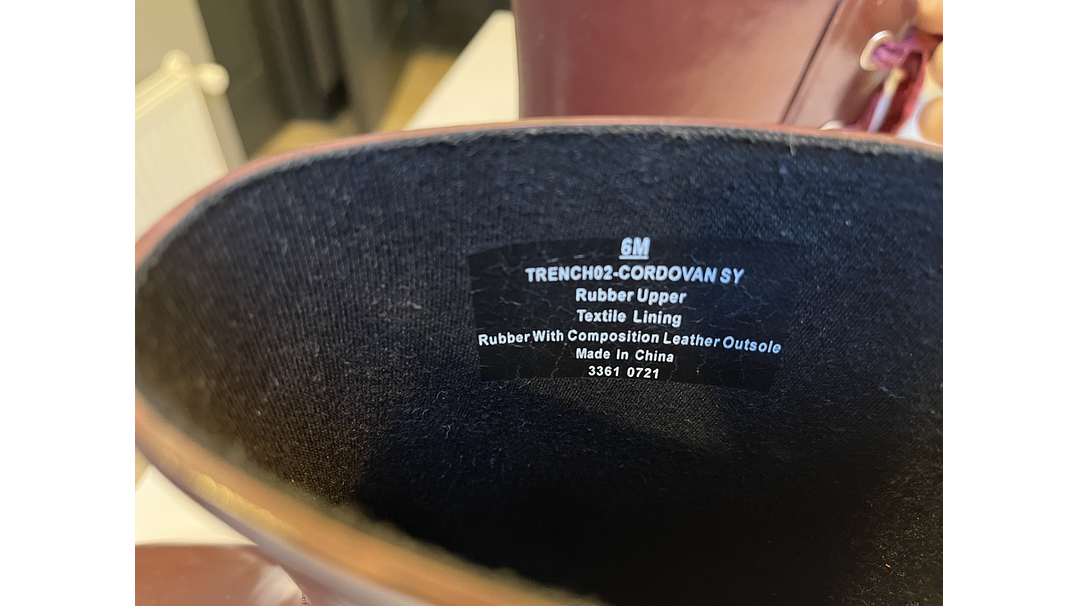 6M
TRENCH02-CORDOVAN SY
Rubber Upper
Textile Lining
Rubber With Composition Leather Outsole
Made In China
3361 0721